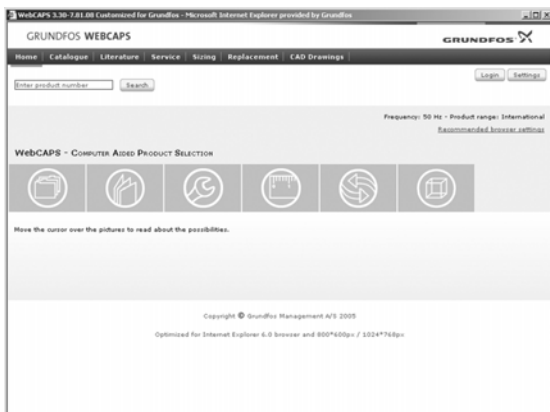 WebCAPS 3.30-7.81.08 Customized for Grundfos - Microsoft Internet Explorer provided by Grundfos
GRUNDFOS WEBCAPS
GRUNDFOS
Home Catalogue Literature Service Sizing Replacement CAD Drawings
Login Settings
Enter product number Search
Frequency: 50 Hz - Product range: International
Recommended browser settings
WebCAPS - Computer Aided Product Selection
Move the cursor over the pictures to read about the possibilities.
Copyright © Grundfos Management A/S 2005
Optimized for Internet Explorer 6.0 browser and 800*600px / 1024*768px